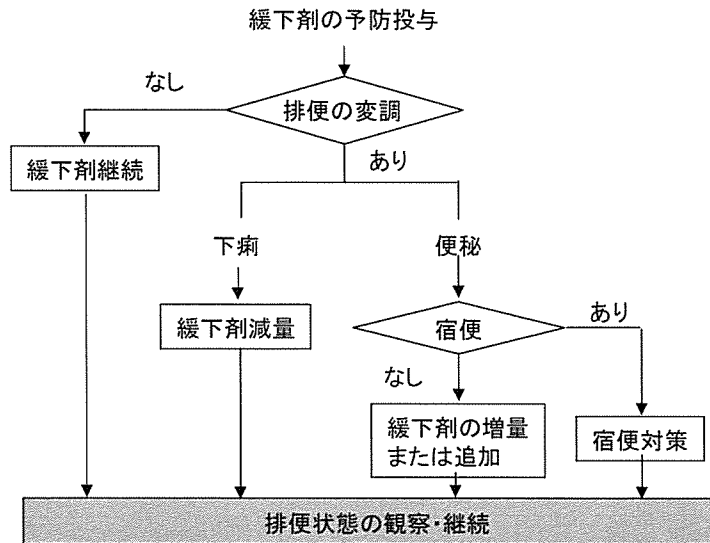 緩下剤の予防投与
なし
排便の変調
緩下剤継続
あり
下痢
便秘
緩下剤減量
宿便
あり
なし
緩下剤の増量
または追加
宿便対策
排便状態の観察・継続